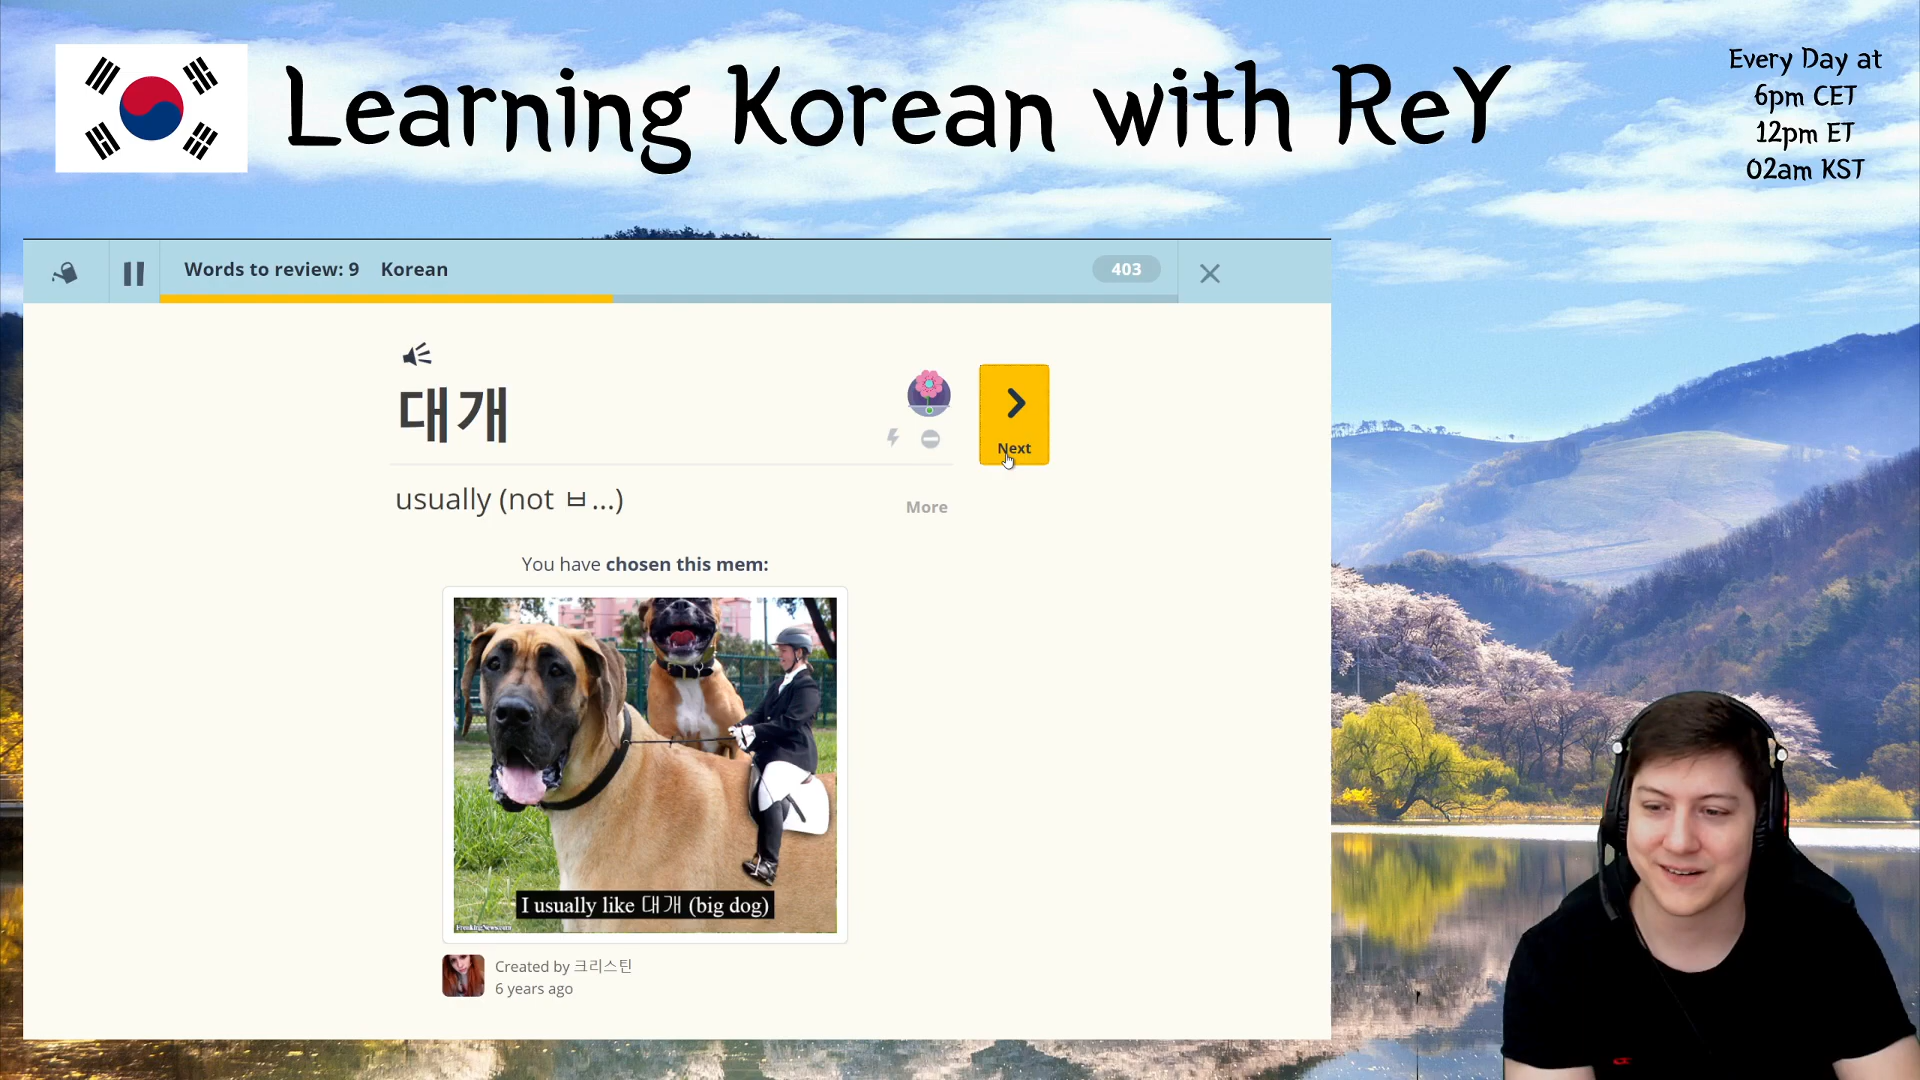 Learning Korean with ReY
Every Day at
6pm CET
12pm ET
02am KST
Words to review: 9 Korean
403
대개
Next
usually (not ㅂ...)
More
You have chosen this mem:
I usually like 대개 (big dog)
FreakingNews.com
Created by 크리스틴
6 years ago